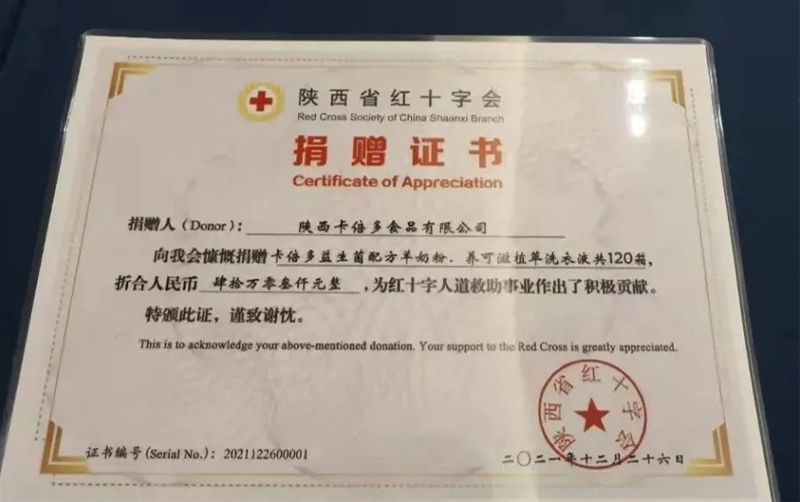 陕西省红十字会
Red Cross Society of China Shaanxi Branch
捐赠证书
Certificate of Appreciation
捐赠人（Donor）：陕西卡倍多食品有限公司
向我会慷慨捐赠卡倍多益生菌配方羊奶粉、养可滋植萃洗衣液共120箱，
折合人民币 肆拾万零叁仟元整，为红十字人道救助事业作出了积极贡献。
特颁此证，谨致谢忱。
This is to acknowledge your above-mentioned donation. Your support to the Red Cross is greatly appreciated.
陕西省红十字会
证书编号(Serial No.)：2021122600001
二〇二一年十二月二十六日